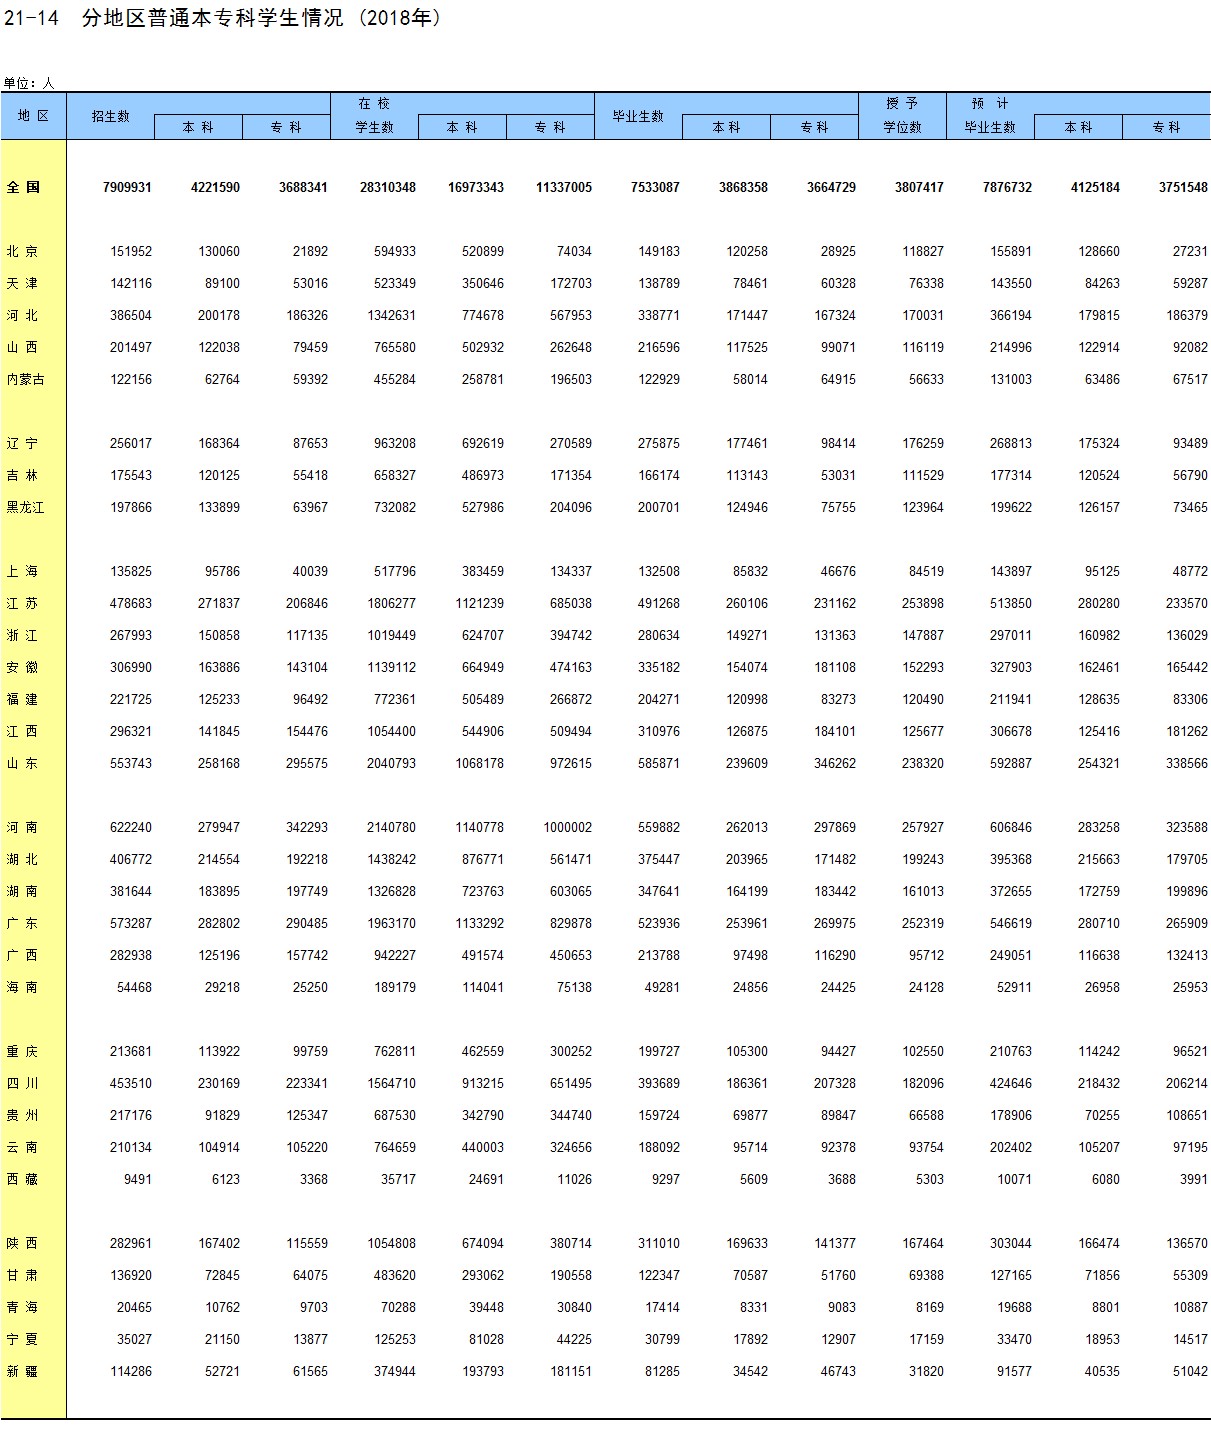 21-14 分地区普通本专科学生情况 (2018年)
单位：人
地 区 招生数 本 科 专 科 在 校 学生数 本 科 专 科 毕业生数 本 科 专 科 授 予 学位数 预 计 毕业生数 本 科 专 科
全 国 7909931 4221590 3688341 28310348 16973343 11337005 7533087 3868358 3664729 3807417 7876732 4125184 3751548
北 京 151952 130060 21892 594933 520899 74034 149183 120258 28925 118827 155891 128660 27231
天 津 142116 89100 53016 523349 350646 172703 138789 78461 60328 76338 143550 84263 59287
河 北 386504 200178 186326 1342631 774678 567953 338771 171447 167324 170031 366194 179815 186379
山 西 201497 122038 79459 765580 502932 262648 216596 117525 99071 116119 214996 122914 92082
内蒙古 122156 62764 59392 455284 258781 196503 122929 58014 64915 56633 131003 63486 67517
辽 宁 256017 168364 87653 963208 692619 270589 275875 177461 98414 176259 268813 175324 93489
吉 林 175543 120125 55418 658327 486973 171354 166174 113143 53031 111529 177314 120524 56790
黑龙江 197866 133899 63967 732082 527986 204096 200701 124946 75755 123964 199622 126157 73465
上 海 135825 95786 40039 517796 383459 134337 132508 85832 46676 84519 143897 95125 48772
江 苏 478683 271837 206846 1806277 1121239 685038 491268 260106 231162 253898 513850 280280 233570
浙 江 267993 150858 117135 1019449 624707 394742 280634 149271 131363 147887 297011 160982 136029
安 徽 306990 163886 143104 1139112 664949 474163 335182 154074 181108 152293 327903 162461 165442
福 建 221725 125233 96492 772361 505489 266872 204271 120998 83273 120490 211941 128635 83306
江 西 296321 141845 154476 1054400 544906 509494 310976 126875 184101 125677 306678 125416 181262
山 东 553743 258168 295575 2040793 1068178 972615 585871 239609 346262 238320 592887 254321 338566
河 南 622240 279947 342293 2140780 1140778 1000002 559882 262013 297869 257927 606846 283258 323588
湖 北 406772 214554 192218 1438242 876771 561471 375447 203965 171482 199243 395368 215663 179705
湖 南 381644 183895 197749 1326828 723763 603065 347641 164199 183442 161013 372655 172759 199896
广 东 573287 282802 290485 1963170 1133292 829878 523936 253961 269975 252319 546619 280710 265909
广 西 282938 125196 157742 942227 491574 450653 213788 97498 116290 95712 249051 116638 132413
海 南 54468 29218 25250 189179 114041 75138 49281 24856 24425 24128 52911 26958 25953
重 庆 213681 113922 99759 762811 462559 300252 199727 105300 94427 102550 210763 114242 96521
四 川 453510 230169 223341 1564710 913215 651495 393689 186361 207328 182096 424646 218432 206214
贵 州 217176 91829 125347 687530 342790 344740 159724 69877 89847 66588 178906 70255 108651
云 南 210134 104914 105220 764659 440003 324656 188092 95714 92378 93754 202402 105207 97195
西 藏 9491 6123 3368 35717 24691 11026 9297 5609 3688 5303 10071 6080 3991
陕 西 282961 167402 115559 1054808 674094 380714 311010 169633 141377 167464 303044 166474 136570
甘 肃 136920 72845 64075 483620 293062 190558 122347 70587 51760 69388 127165 71856 55309
青 海 20465 10762 9703 70288 39448 30840 17414 8331 9083 8169 19688 8801 10887
宁 夏 35027 21150 13877 125253 81028 44225 30799 17892 12907 17159 33470 18953 14517
新 疆 114286 52721 61565 374944 193793 181151 81285 34542 46743 31820 91577 40535 51042